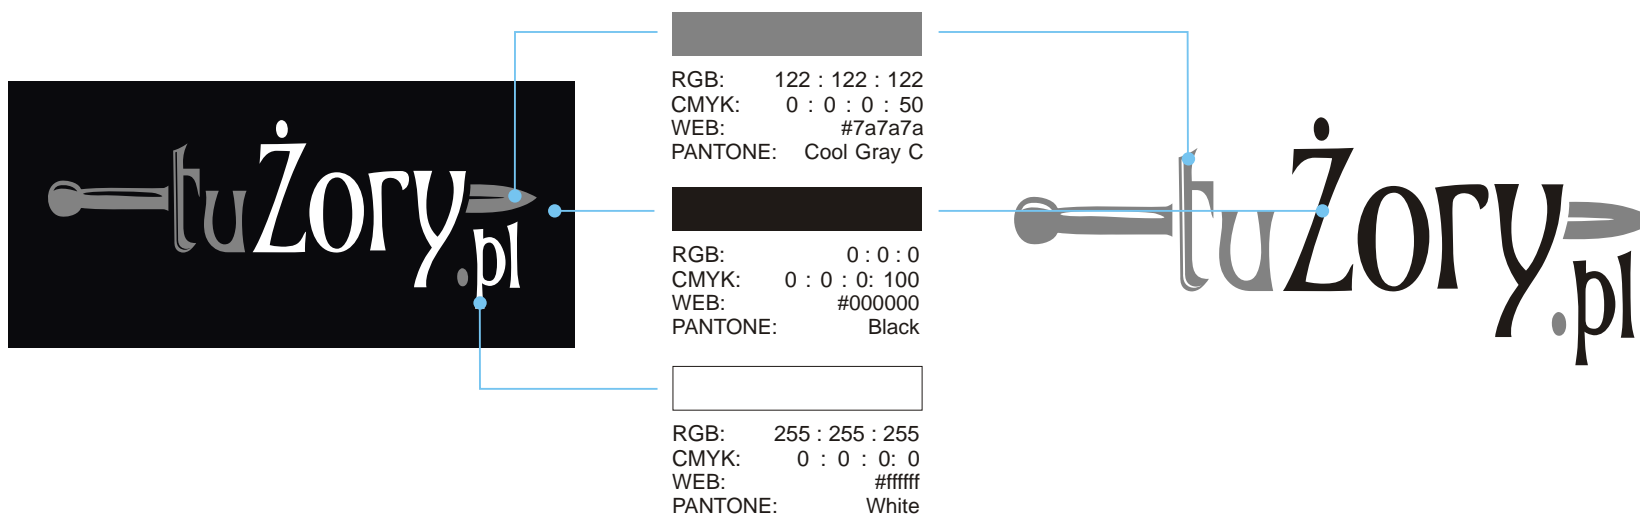 tuŻory
.pl
RGB: 122 : 122 : 122
CMYK: 0 : 0 : 0 : 50
WEB: #7a7a7a
PANTONE: Cool Gray C
RGB: 0 : 0 : 0
CMYK: 0 : 0 : 0: 100
WEB: #000000
PANTONE: Black
RGB: 255 : 255 : 255
CMYK: 0 : 0 : 0: 0
WEB: #ffffff
PANTONE: White
tuŻory
.pl